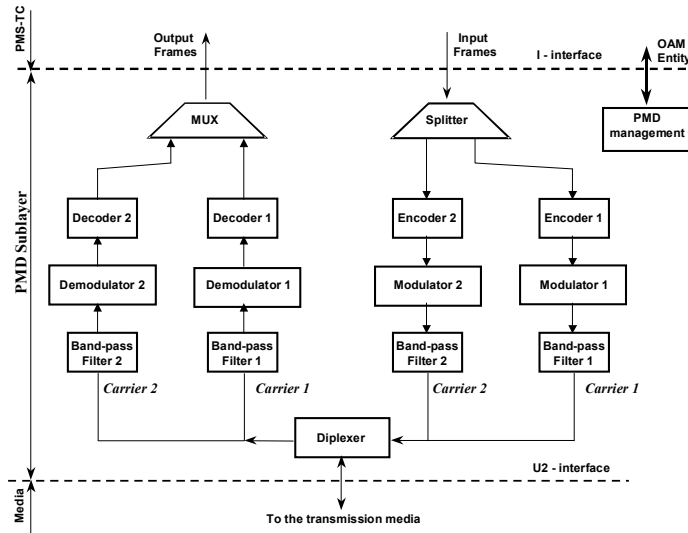 PMS-TC
Output
Frames
Input
Frames
I - interface
OAM
Entity
MUX
Splitter
PMD
management
PMD Sublayer
Decoder 2
Decoder 1
Encoder 2
Encoder 1
Demodulator 2
Demodulator 1
Modulator 2
Modulator 1
Band-pass
Filter 2
Band-pass
Filter 1
Band-pass
Filter 2
Band-pass
Filter 1
Carrier 2
Carrier 1
Carrier 2
Carrier 1
Diplexer
U2 - interface
Media
To the transmission media